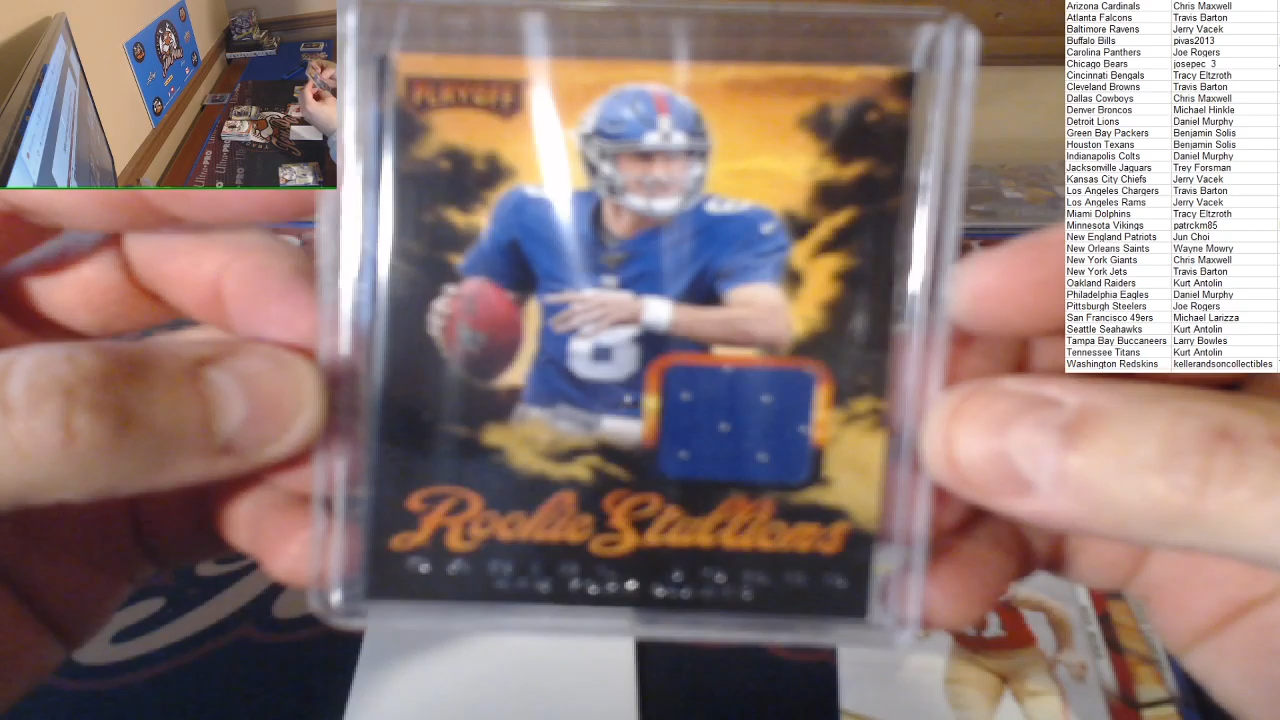 PLAYOFF
8
Rookie Stallions
Ultra PRO
Arizona Cardinals Chris Maxwell
Atlanta Falcons Travis Barton
Baltimore Ravens Jerry Vacek
Buffalo Bills pivas2013
Carolina Panthers Joe Rogers
Chicago Bears josepec_3
Cincinnati Bengals Tracy Eltzroth
Cleveland Browns Travis Barton
Dallas Cowboys Chris Maxwell
Denver Broncos Michael Hinkle
Detroit Lions Daniel Murphy
Green Bay Packers Benjamin Solis
Houston Texans Benjamin Solis
Indianapolis Colts Daniel Murphy
Jacksonville Jaguars Trey Forsman
Kansas City Chiefs Jerry Vacek
Los Angeles Chargers Travis Barton
Los Angeles Rams Jerry Vacek
Miami Dolphins Tracy Eltzroth
Minnesota Vikings patrckm85
New England Patriots Jun Choi
New Orleans Saints Wayne Mowry
New York Giants Chris Maxwell
New York Jets Travis Barton
Oakland Raiders Kurt Antolin
Philadelphia Eagles Daniel Murphy
Pittsburgh Steelers Joe Rogers
San Francisco 49ers Michael Larizza
Seattle Seahawks Kurt Antolin
Tampa Bay Buccaneers Larry Bowles
Tennessee Titans Kurt Antolin
Washington Redskins kellerandsoncollectibles